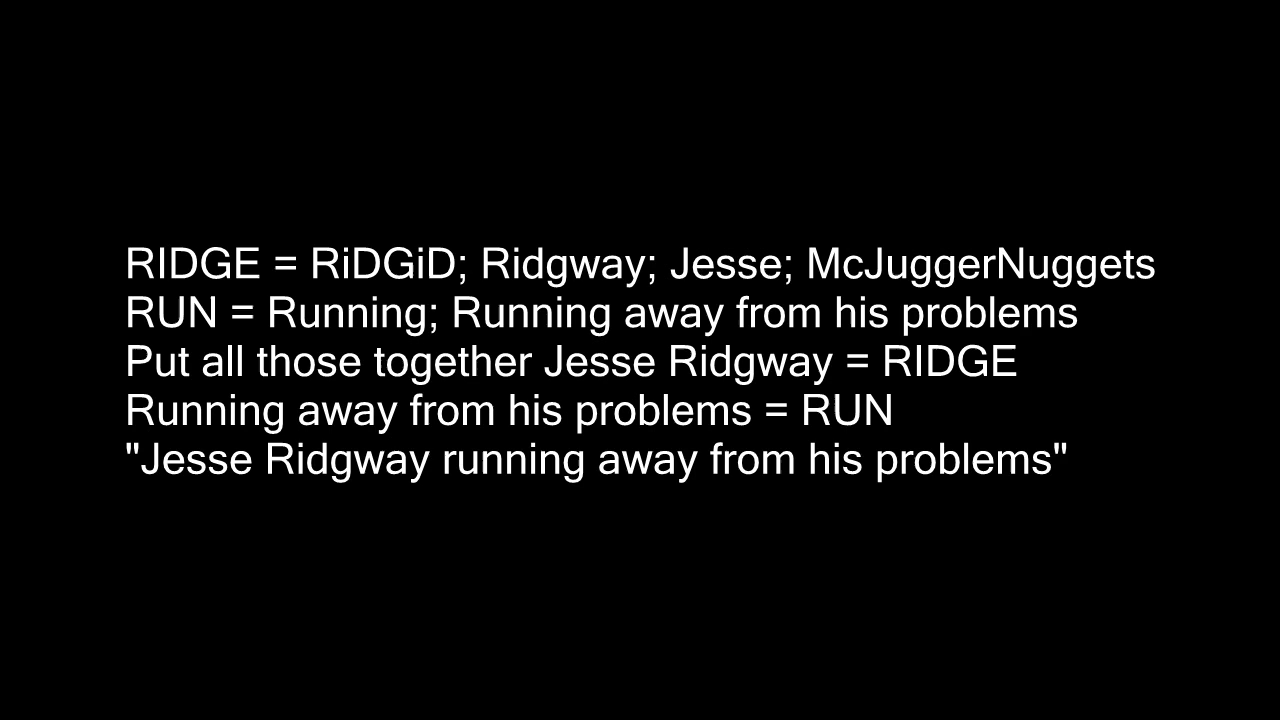 RIDGE = RiDGiD; Ridgway; Jesse; McJuggerNuggets
RUN = Running; Running away from his problems
Put all those together Jesse Ridgway = RIDGE
Running away from his problems = RUN
"Jesse Ridgway running away from his problems"